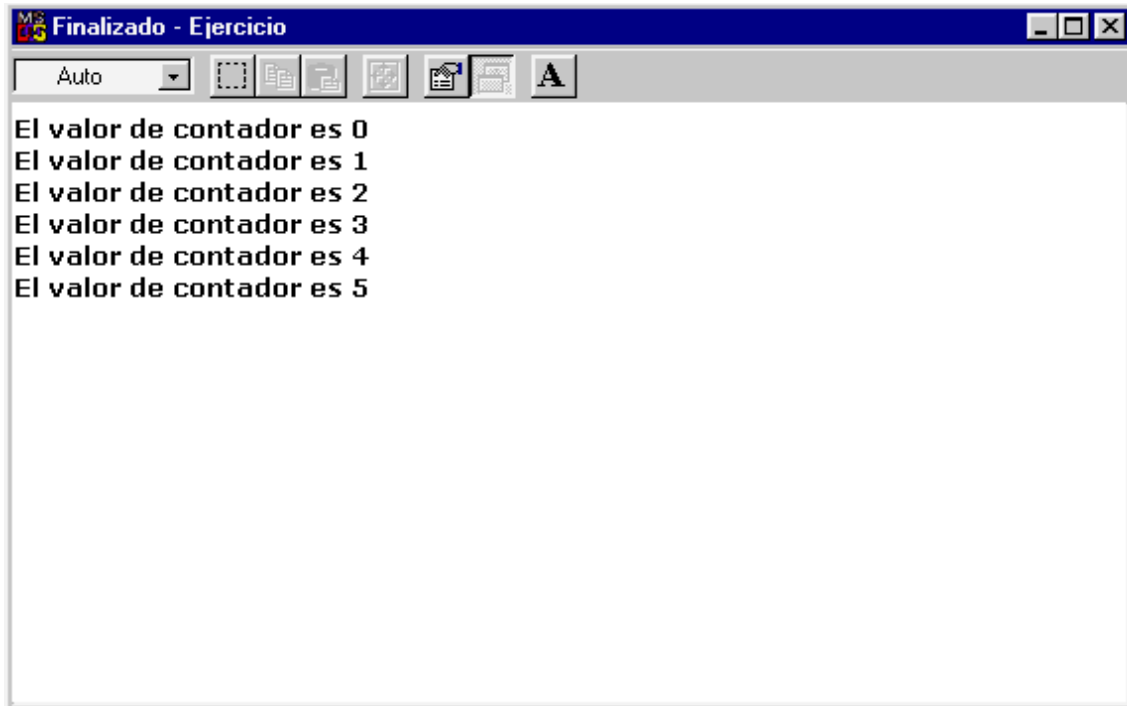 Finalizado - Ejercicio
Auto
A
El valor de contador es 0
El valor de contador es 1
El valor de contador es 2
El valor de contador es 3
El valor de contador es 4
El valor de contador es 5